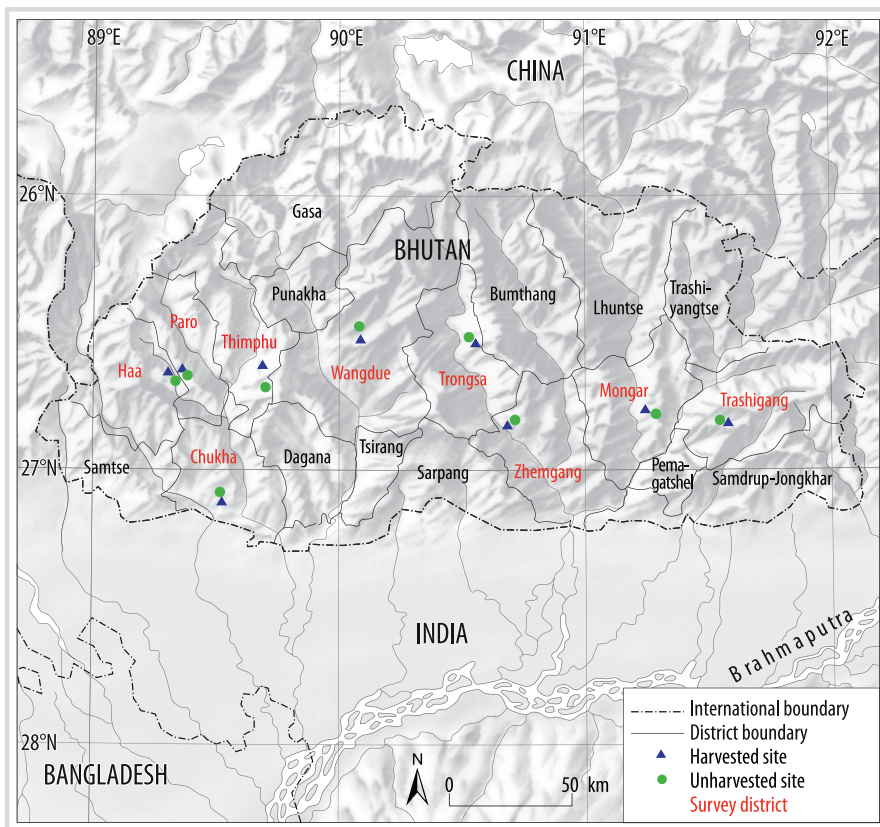 89°E
90°E
91°E
92°E
CHINA
26°N
Gasa
BHUTAN
Punakha
Bumthang
Lhuntse
Trashi-
yangtse
Paro
Thimphu
Haa
Wangdue
Trongsa
Mongar
Trashigang
Chukha
Dagana
Tsirang
Samtse
Sarpang
Zhemgang
Pema-
gatshel
Samdrup-Jongkhar
27°N
INDIA
Brahmaputra
28°N
BANGLADESH
N
0 50 km
International boundary
District boundary
Harvested site
Unharvested site
Survey district